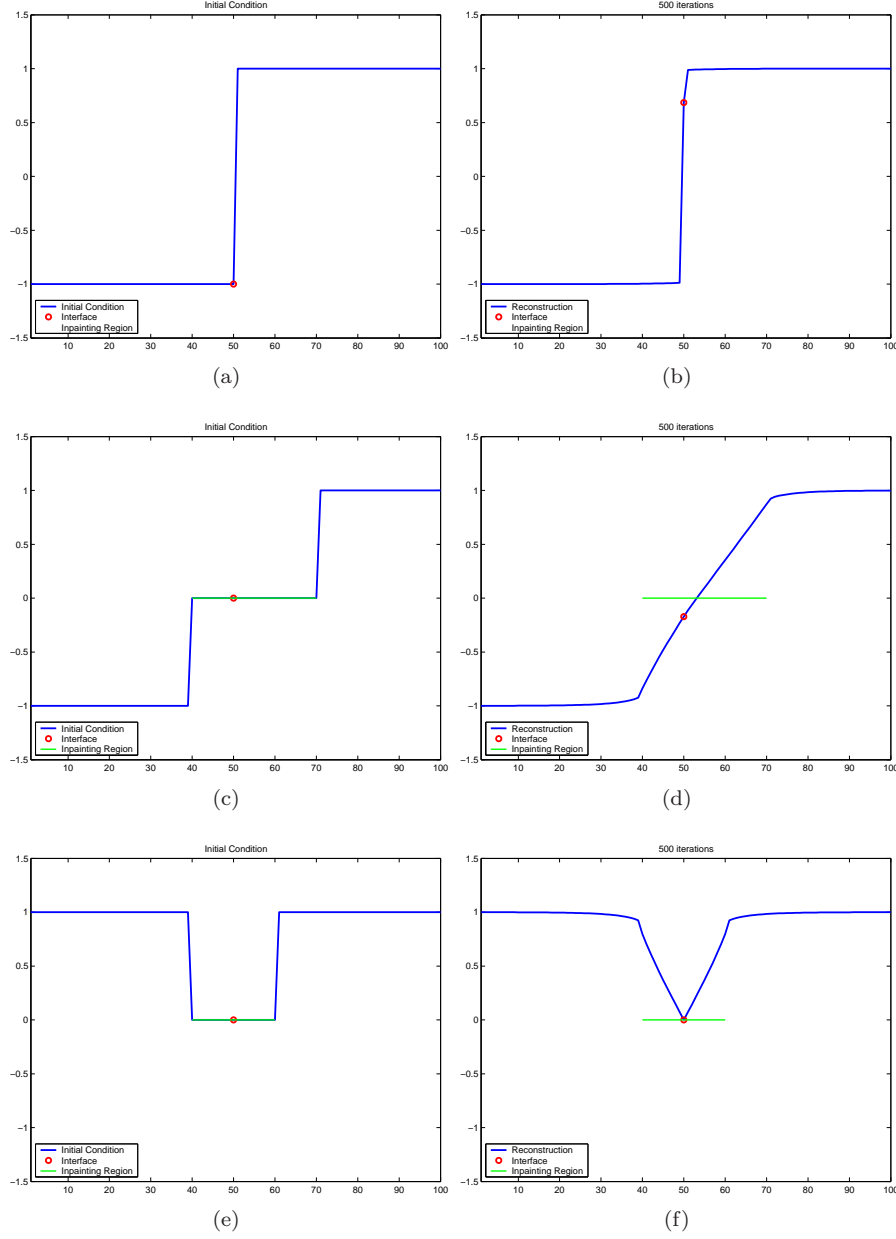 Initial Condition
1.5
1
0.5
0
−0.5
−1
−1.5
Initial Condition
Interface
Inpainting Region
10 20 30 40 50 60 70 80 90 100
(a)
500 iterations
1.5
1
0.5
0
−0.5
−1
−1.5
Reconstruction
Interface
Inpainting Region
10 20 30 40 50 60 70 80 90 100
(b)
Initial Condition
1.5
1
0.5
0
−0.5
−1
−1.5
Initial Condition
Interface
Inpainting Region
10 20 30 40 50 60 70 80 90 100
(c)
500 iterations
1.5
1
0.5
0
−0.5
−1
−1.5
Reconstruction
Interface
Inpainting Region
10 20 30 40 50 60 70 80 90 100
(d)
Initial Condition
1.5
1
0.5
0
−0.5
−1
−1.5
Initial Condition
Interface
Inpainting Region
10 20 30 40 50 60 70 80 90 100
(e)
500 iterations
1.5
1
0.5
0
−0.5
−1
−1.5
Reconstruction
Interface
Inpainting Region
10 20 30 40 50 60 70 80 90 100
(f)